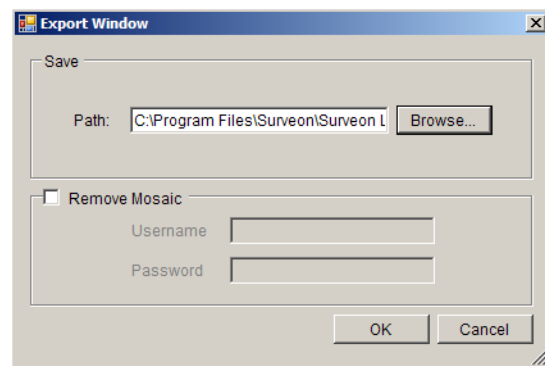 Export Window
Save
Path: C:\Program Files\Surveon\Surveon L Browse...
Remove Mosaic
Username
Password
OK Cancel